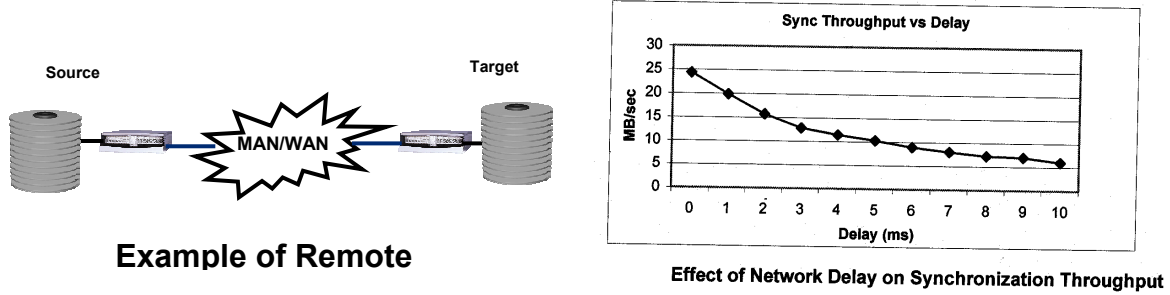 Source
Target
MAN/WAN
Example of Remote
Sync Throughput vs Delay
30
25
20
15
10
5
0
MB/sec
0 1 2 3 4 5 6 7 8 9 10
Delay (ms)
Effect of Network Delay on Synchronization Throughput